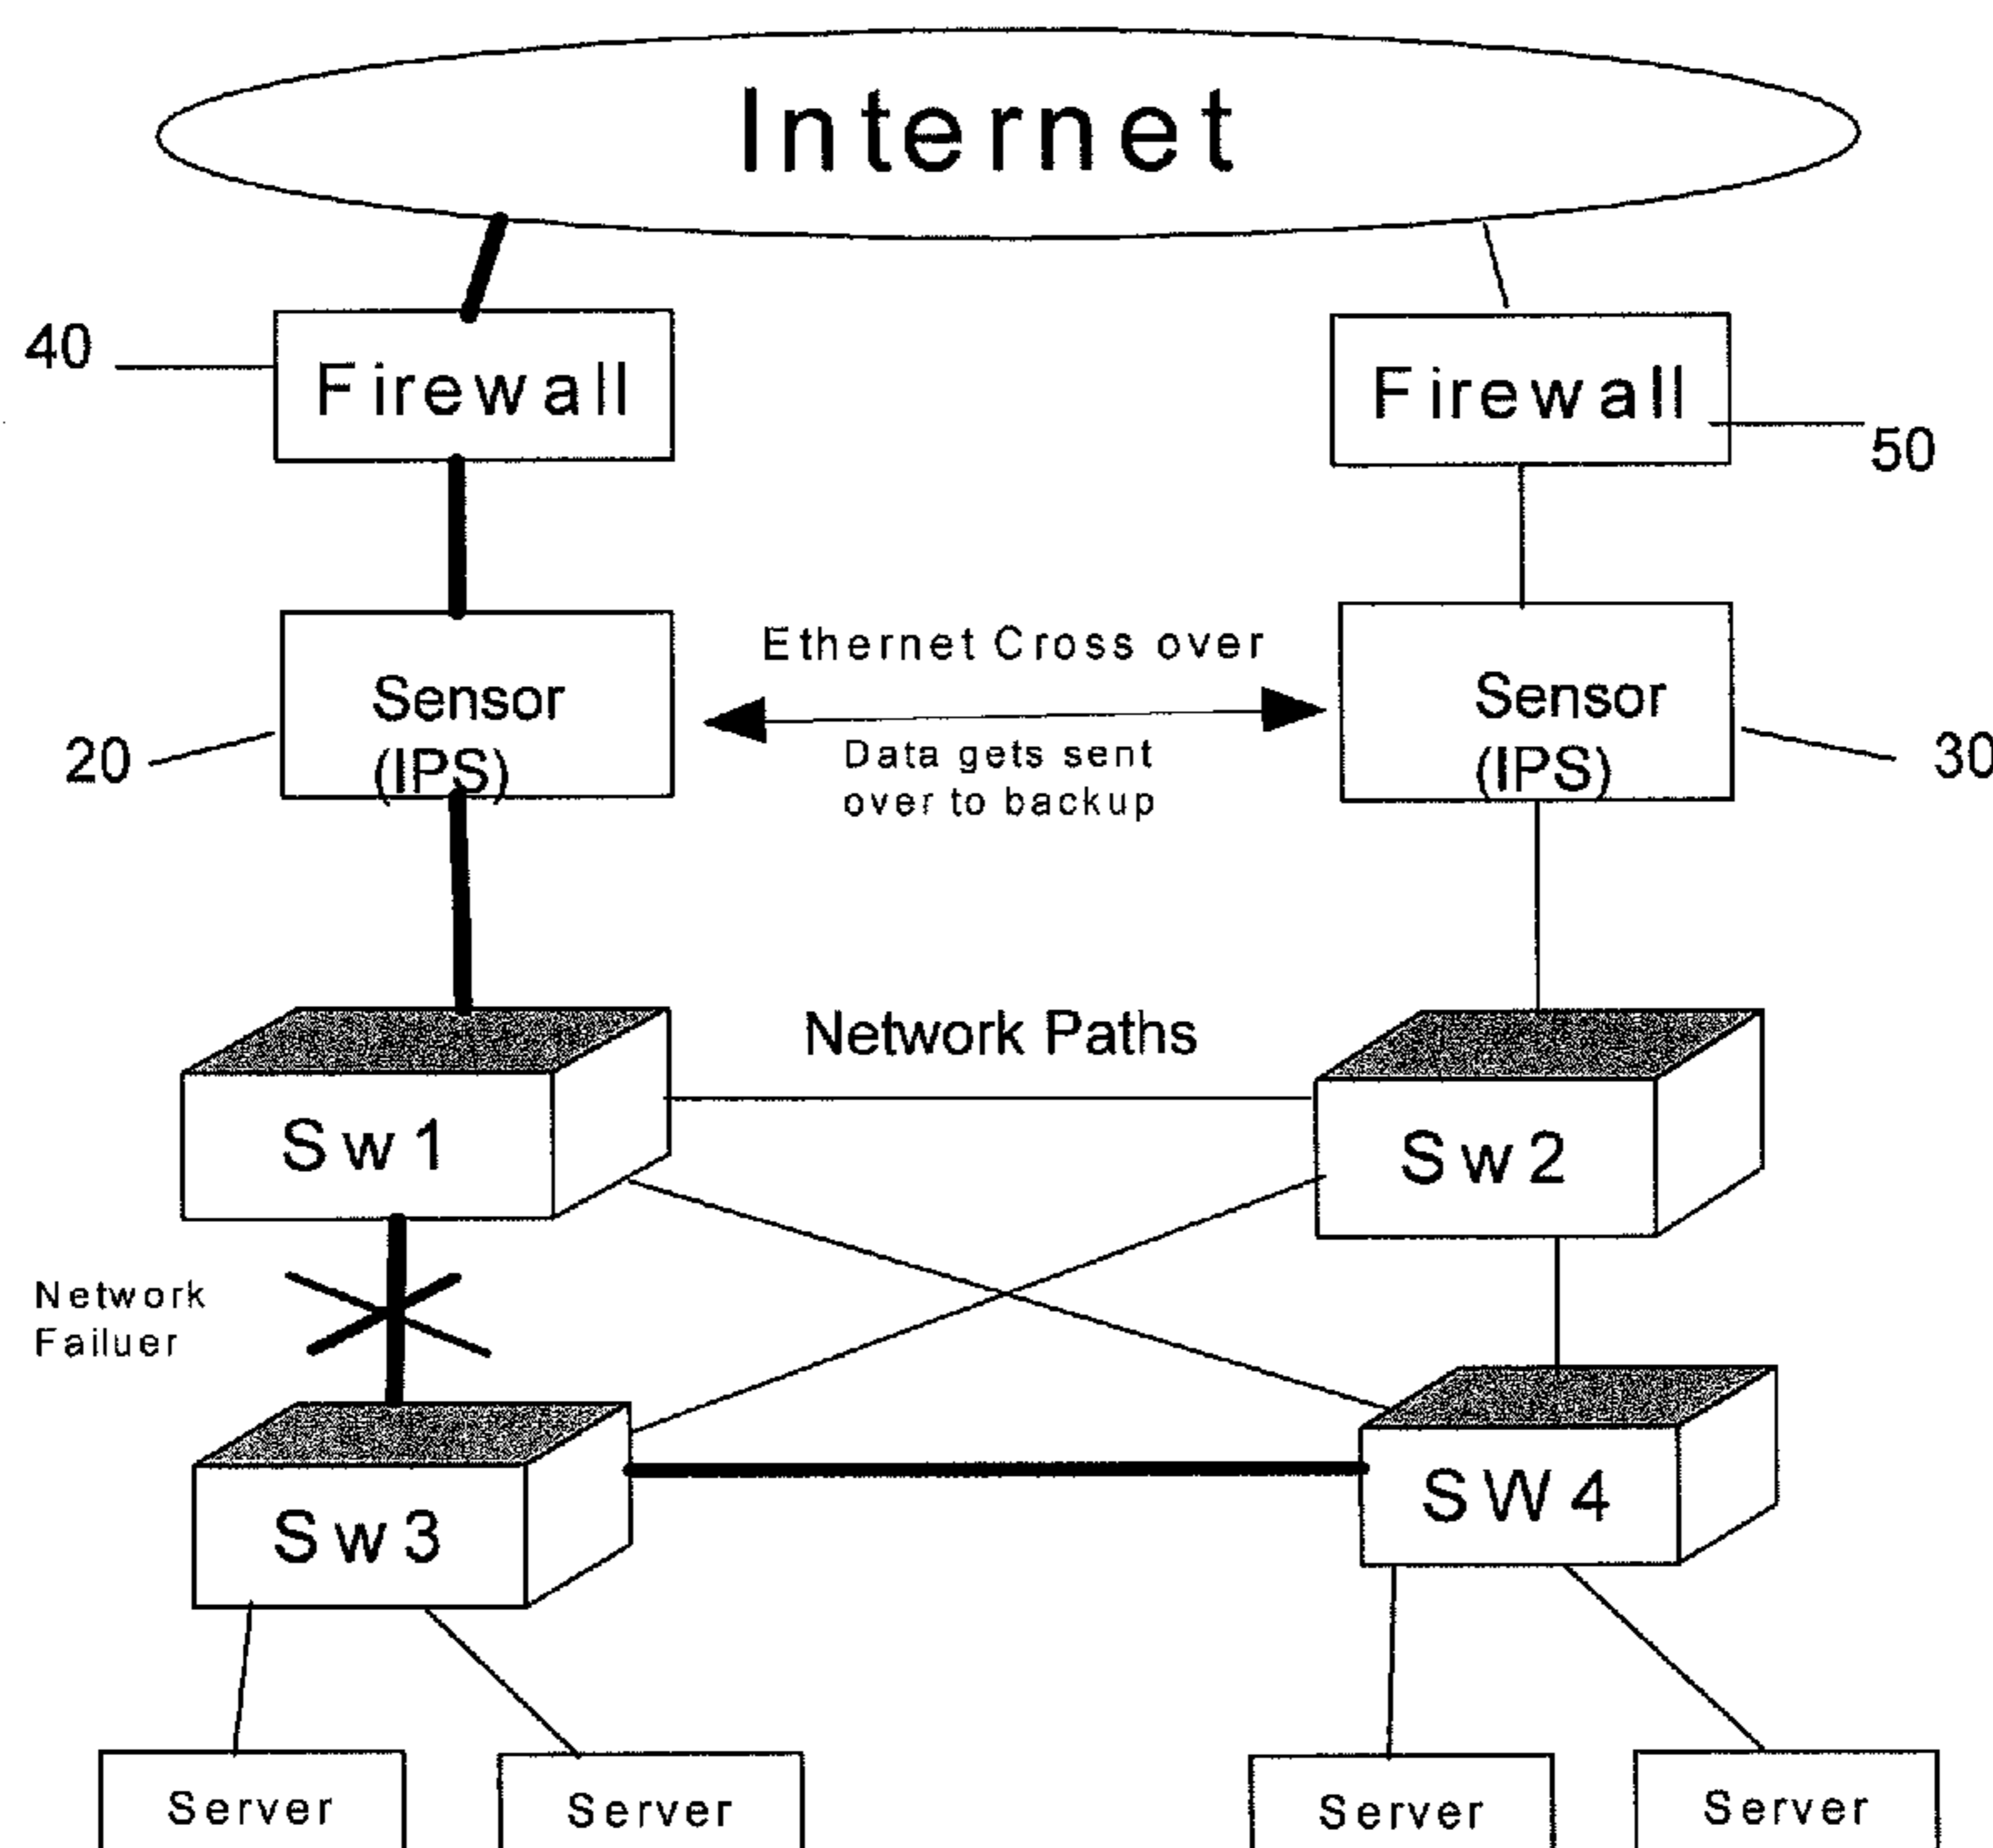 Internet
40
Firewall
Firewall
50
Ethernet Cross over
Sensor
(IPS)
Sensor
(IPS)
20
Data gets sent
over to backup
30
Network Paths
Sw1
Sw2
Network
Failuer
Sw3
SW4
Server
Server
Server
Server